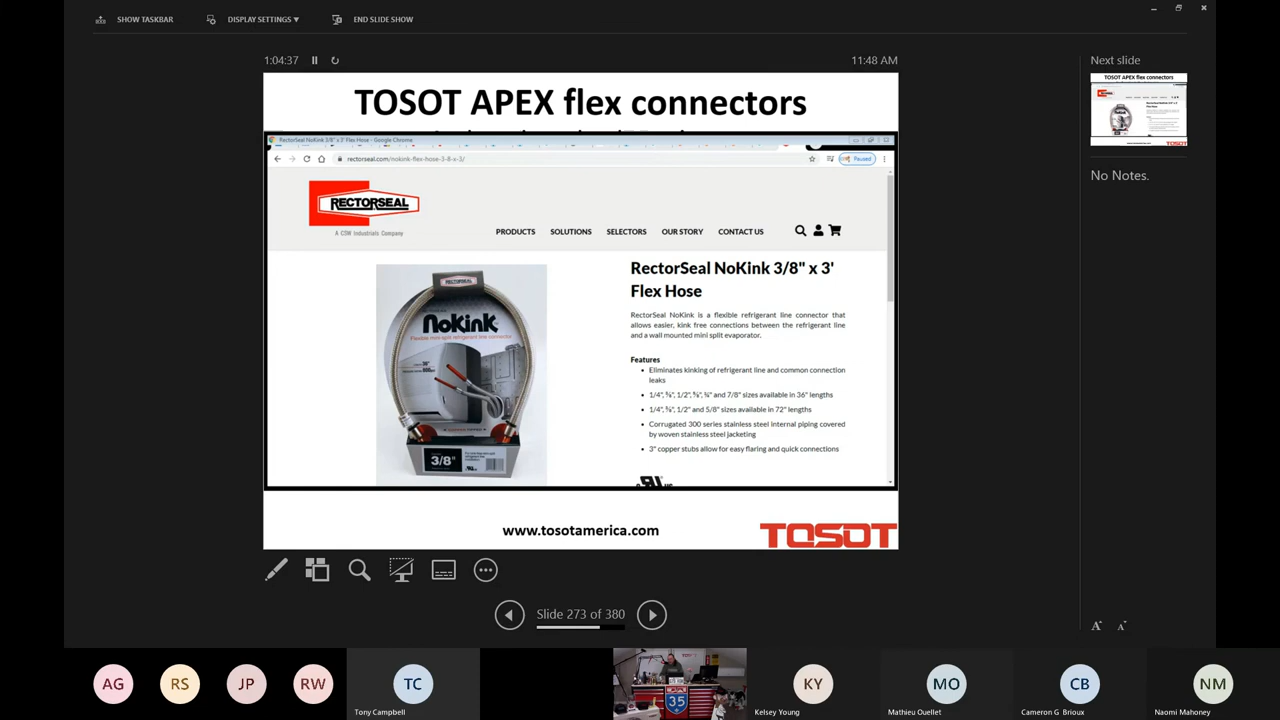 SHOW TASKBAR
DISPLAY SETTINGS ▼
END SLIDE SHOW
1:04:37
11:48 AM
Next slide
TOSOT APEX flex connectors
RectorSeal NoKink 3/8" x 3' Flex Hose - Google Chrome
rectorseal.com/nokink-flex-hose-3-8-x-3/
Paused
RECTORSEAL
A CSW Industrials Company
PRODUCTS
SOLUTIONS
SELECTORS
OUR STORY
CONTACT US
RECTORSEAL
NoKink
Flexible mini-split refrigerant line connector
3/8"
RectorSeal NoKink 3/8" x 3'
Flex Hose
RectorSeal NoKink is a flexible refrigerant line connector that
allows easier, kink free connections between the refrigerant line
and a wall mounted mini split evaporator.
Features
• Eliminates kinking of refrigerant line and common connection
leaks
• 1/4", ⅜", 1/2", ⅝", ¾" and 7/8" sizes available in 36" lengths
• 1/4", ⅜", 1/2" and 5/8" sizes available in 72" lengths
• Corrugated 300 series stainless steel internal piping covered
by woven stainless steel jacketing
• 3" copper stubs allow for easy flaring and quick connections
www.tosotamerica.com
TOSOT
TOSOT APEX flex connectors
TOSOT
No Notes.
Slide 273 of 380
A A
AG
RS
JP
RW
TC
Tony Campbell
35
KY
Kelsey Young
MO
Mathieu Ouellet
CB
Cameron G Brioux
NM
Naomi Mahoney